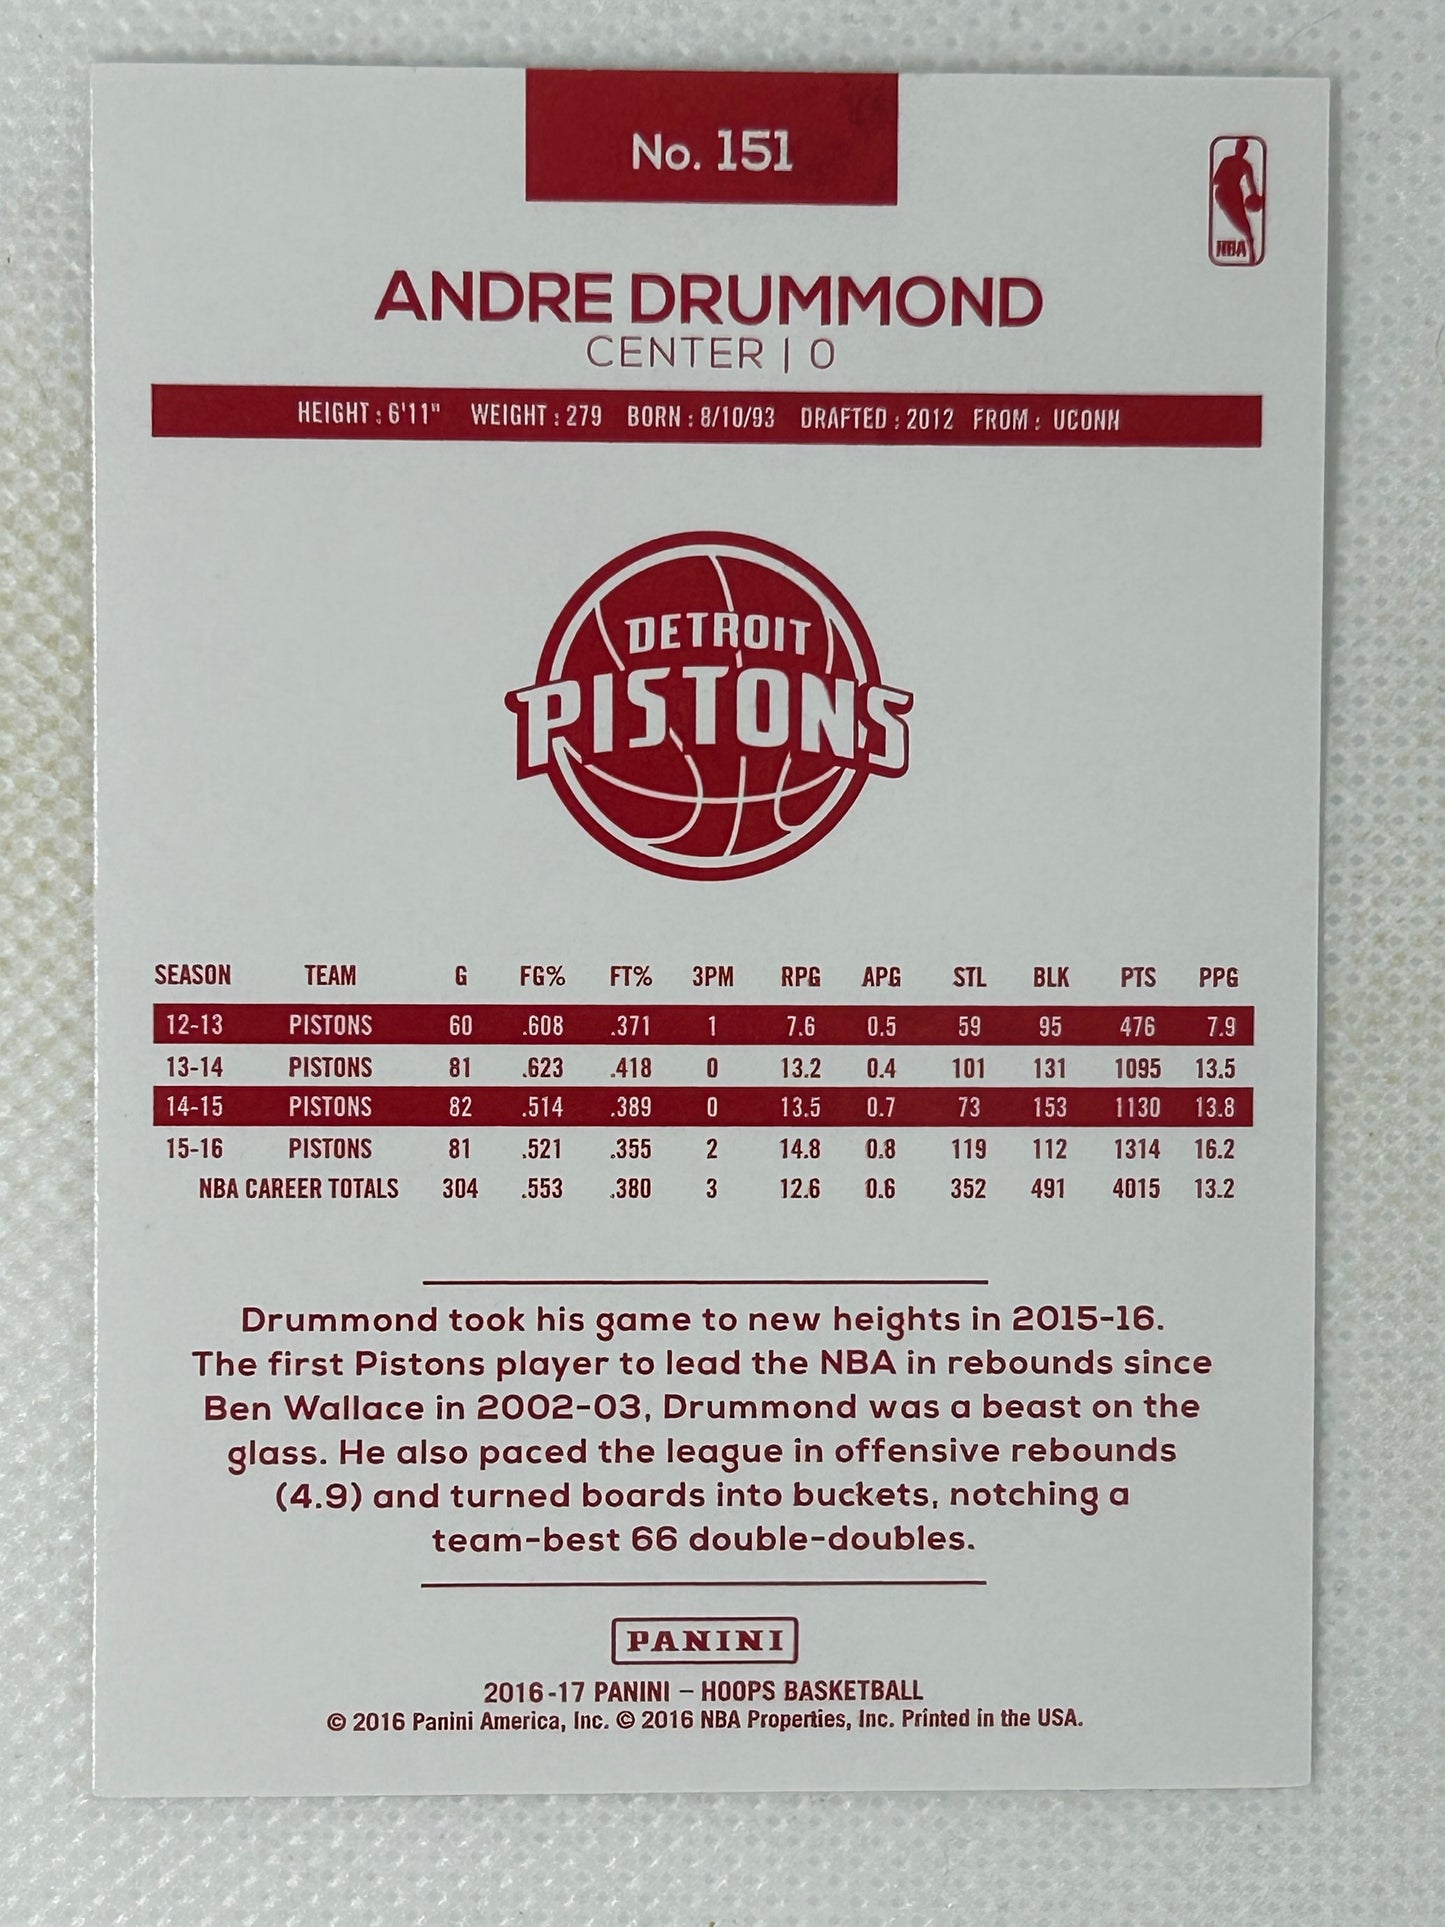 No. 151
NBA
ANDRE DRUMMOND
CENTER | 0
HEIGHT : 6'11" WEIGHT : 279 BORN : 8/10/93 DRAFTED : 2012 FROM : UCONN
DETROIT
PISTONS
SEASON TEAM G FG% FT% 3PM RPG APG STL BLK PTS PPG
12-13 PISTONS 60 .608 .371 1 7.6 0.5 59 95 476 7.9
13-14 PISTONS 81 .623 .418 0 13.2 0.4 101 131 1095 13.5
14-15 PISTONS 82 .514 .389 0 13.5 0.7 73 153 1130 13.8
15-16 PISTONS 81 .521 .355 2 14.8 0.8 119 112 1314 16.2
NBA CAREER TOTALS 304 .553 .380 3 12.6 0.6 352 491 4015 13.2
Drummond took his game to new heights in 2015-16.
The first Pistons player to lead the NBA in rebounds since
Ben Wallace in 2002-03, Drummond was a beast on the
glass. He also paced the league in offensive rebounds
(4.9) and turned boards into buckets, notching a
team-best 66 double-doubles.
PANINI
2016-17 PANINI – HOOPS BASKETBALL
© 2016 Panini America, Inc. © 2016 NBA Properties, Inc. Printed in the USA.